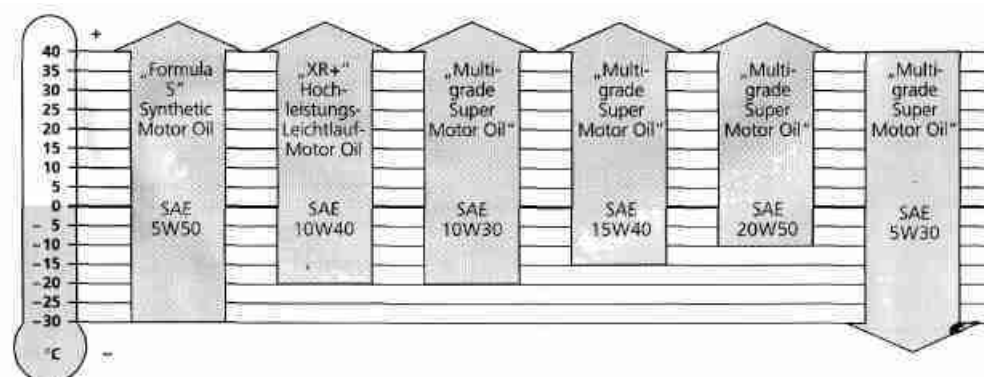 +
40
35
30
25
20
15
10
5
0
- 5
-10
-15
-20
-25
-30
°C
-
„Formula
S“
Synthetic
Motor Oil
SAE
5W50
„XR+“
Hoch-
leistungs-
Leichtlauf-
Motor Oil
SAE
10W40
„Multi-
grade
Super
Motor Oil“
SAE
10W30
„Multi-
grade
Super
Motor Oil“
SAE
15W40
„Multi-
grade
Super
Motor Oil“
SAE
20W50
„Multi-
grade
Super
Motor Oil“
SAE
5W30